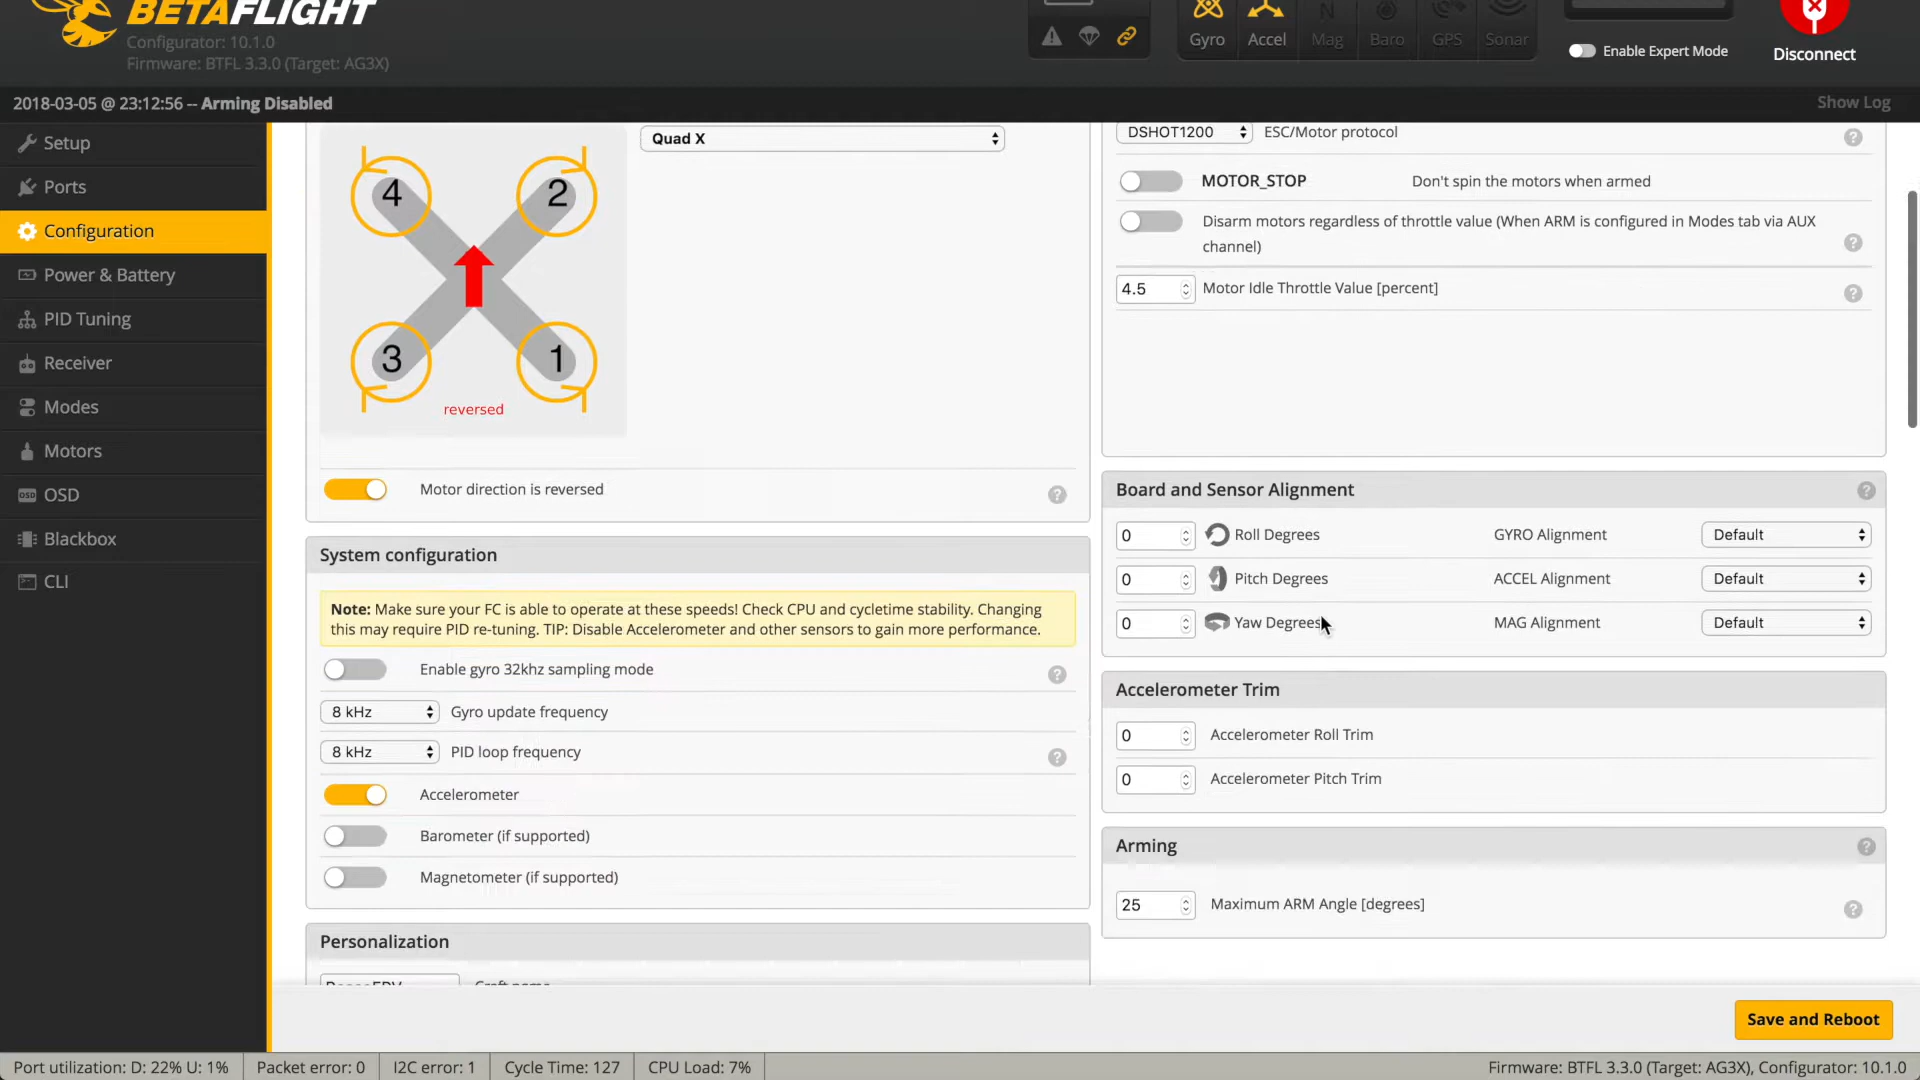 BETAFLIGHT
Configurator: 10.1.0
Firmware: BTFL 3.3.0 (Target: AG3X)
Gyro
Accel
Mag
Baro
GPS
Sonar
Enable Expert Mode
Disconnect
2018-03-05 @ 23:12:56 -- Arming Disabled
Show Log
Setup
Ports
Configuration
Power & Battery
PID Tuning
Receiver
Modes
Motors
OSD
Blackbox
CLI
4
2
3
1
reversed
Quad X
Motor direction is reversed
System configuration
Note: Make sure your FC is able to operate at these speeds! Check CPU and cycletime stability. Changing
this may require PID re-tuning. TIP: Disable Accelerometer and other sensors to gain more performance.
Enable gyro 32khz sampling mode
8 kHz Gyro update frequency
8 kHz PID loop frequency
Accelerometer
Barometer (if supported)
Magnetometer (if supported)
Personalization
DSHOT1200 ESC/Motor protocol
MOTOR_STOP Don't spin the motors when armed
Disarm motors regardless of throttle value (When ARM is configured in Modes tab via AUX
channel)
4.5 Motor Idle Throttle Value [percent]
Board and Sensor Alignment
0 Roll Degrees GYRO Alignment Default
0 Pitch Degrees ACCEL Alignment Default
0 Yaw Degrees MAG Alignment Default
Accelerometer Trim
0 Accelerometer Roll Trim
0 Accelerometer Pitch Trim
Arming
25 Maximum ARM Angle [degrees]
Save and Reboot
Port utilization: D: 22% U: 1% Packet error: 0 I2C error: 1 Cycle Time: 127 CPU Load: 7% Firmware: BTFL 3.3.0 (Target: AG3X), Configurator: 10.1.0